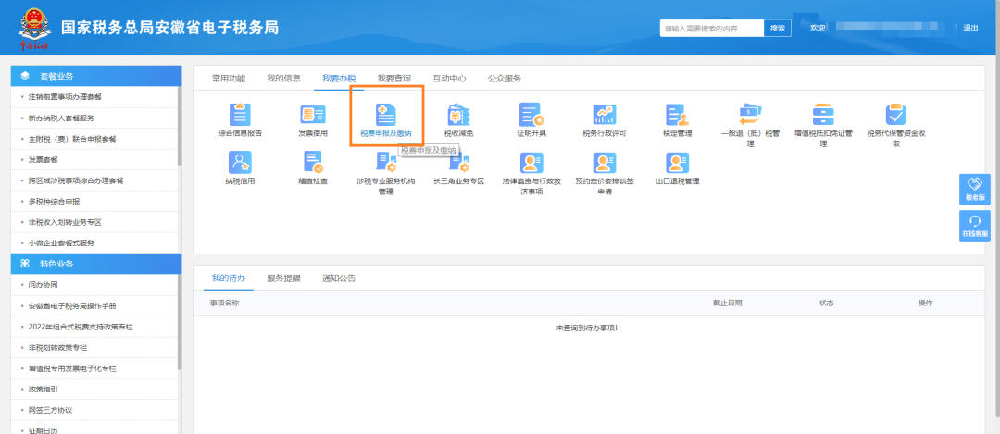 国家税务总局安徽省电子税务局
请输入需要搜索的内容
搜索
欢迎
退出
套餐业务
注销前置事项办理套餐
新办纳税人套餐服务
主附税（费）联合申报套餐
发票套餐
跨区域涉税事项综合办理套餐
多税种综合申报
非税收入划转业务专区
小微企业套餐式服务
特色业务
问办协同
安徽省电子税务局操作手册
2022年组合式税费支持政策专栏
非税划转政策专栏
增值税专用发票电子化专栏
政策指引
网签三方协议
征期日历
常用功能
我的信息
我要办税
我要查询
互动中心
公众服务
综合信息报告
发票使用
税费申报及缴纳
税收减免
证明开具
税务行政许可
核定管理
一般退（抵）税管
理
增值税抵扣凭证管
理
税务代保管资金收
取
税费申报及缴纳
纳税信用
稽查检查
涉税专业服务机构
管理
长三角业务专区
法律追责与行政救
济事项
预约定价安排谈签
申请
出口退税管理
敬老版
在线客服
我的待办
服务提醒
通知公告
事项名称
截止日期
状态
操作
未查询到待办事项!